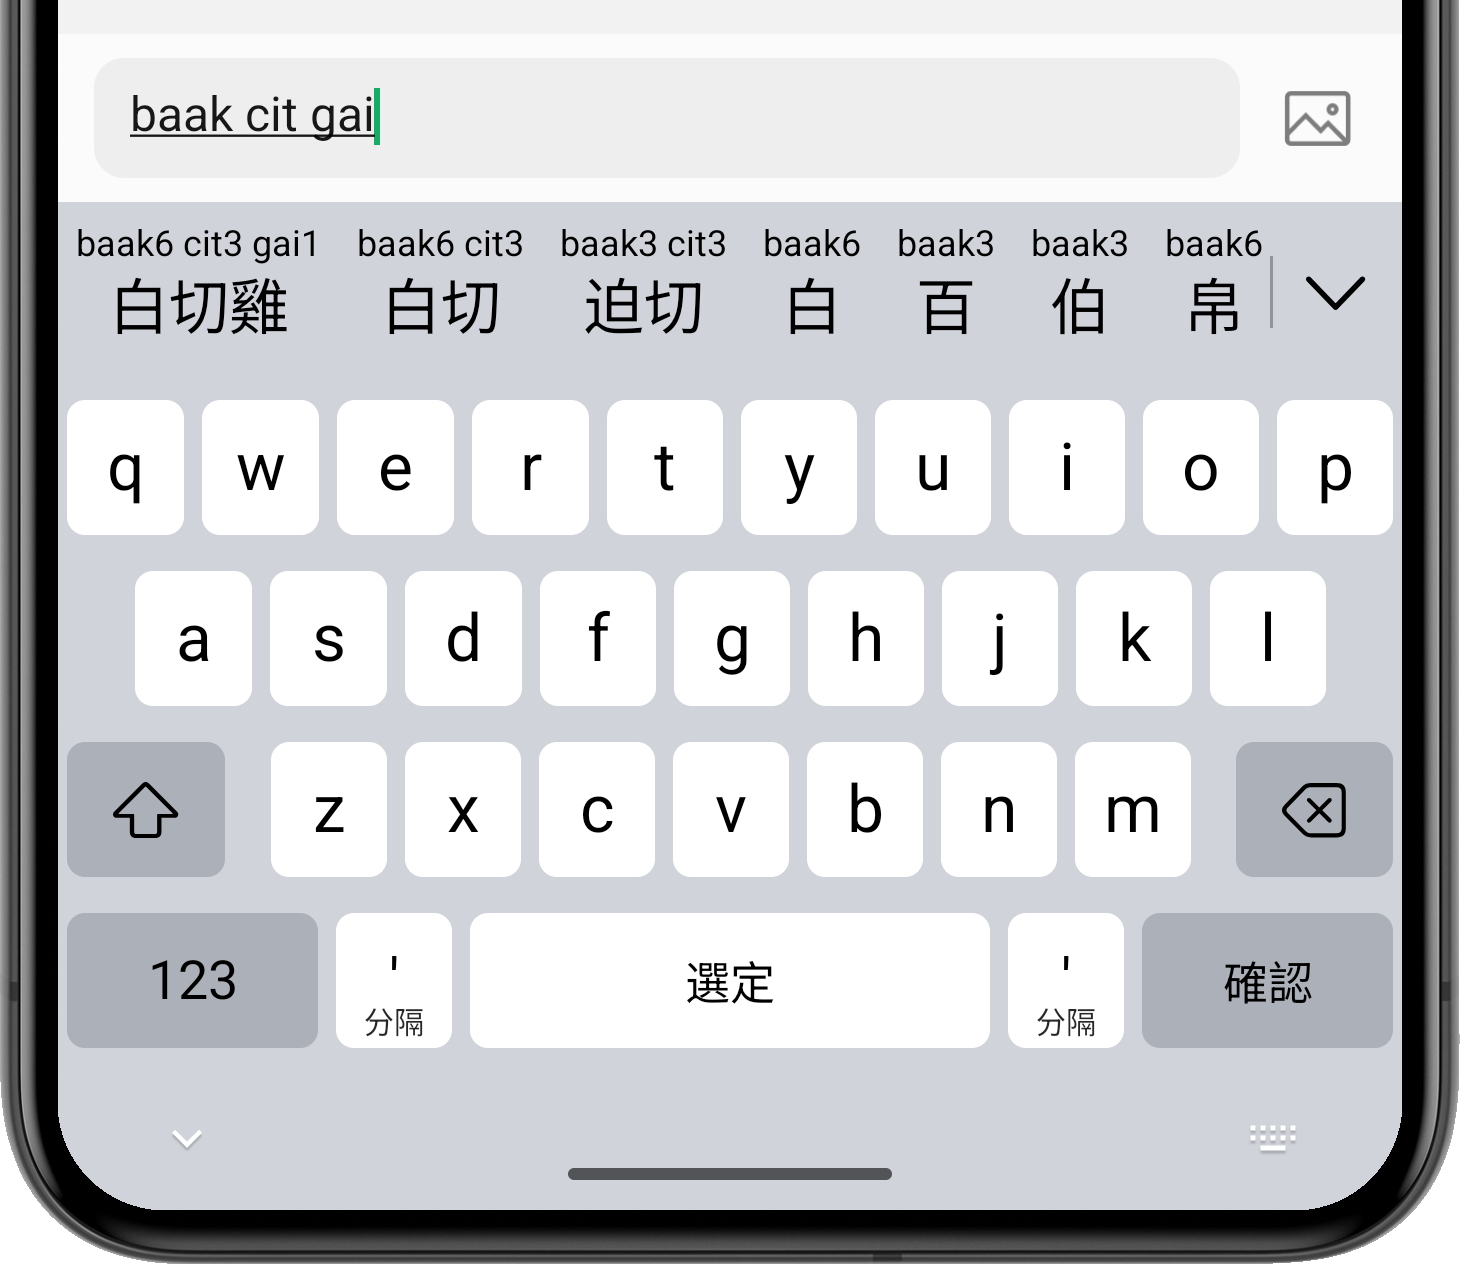 baak cit gai
baak6 cit3 gai1 baak6 cit3 baak3 cit3 baak6 baak3 baak3 baak6
白切雞 白切 迫切 白 百 伯 帛
q w e r t y u i o p
a s d f g h j k l
z x c v b n m
123 ' 選定 ' 確認
分隔 分隔